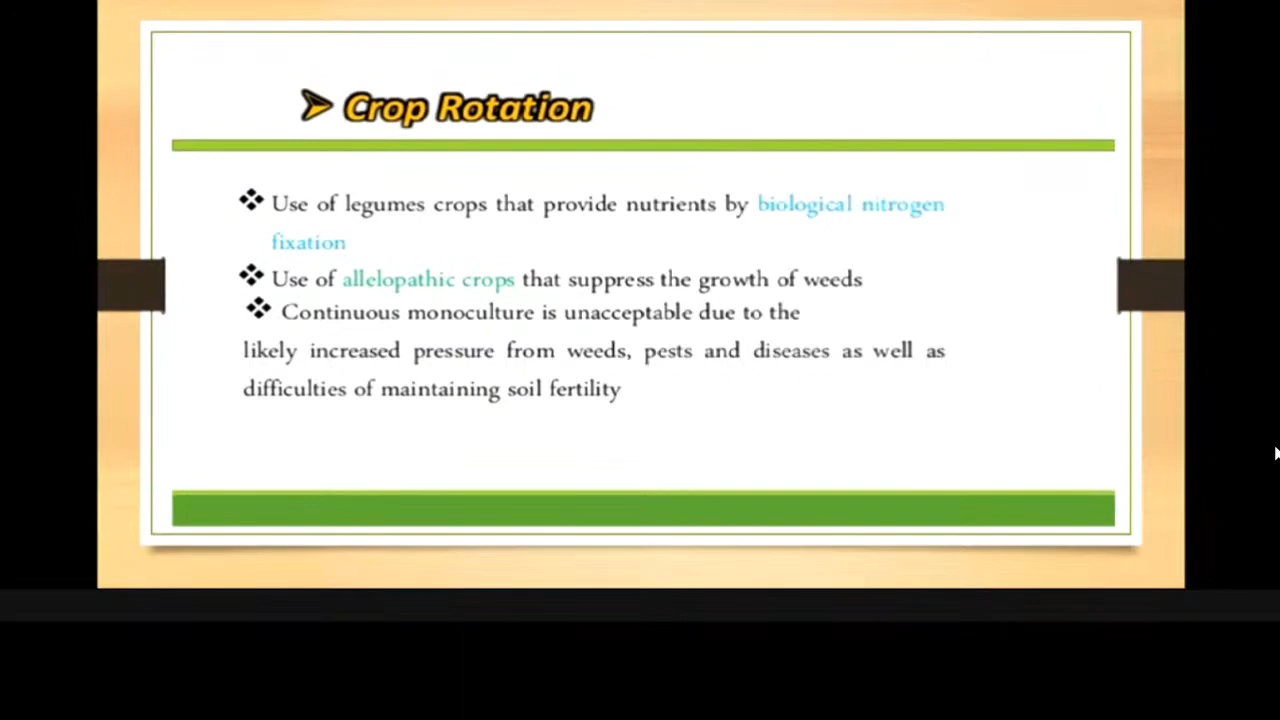 ➤ Crop Rotation
❖ Use of legumes crops that provide nutrients by biological nitrogen
fixation
❖ Use of allelopathic crops that suppress the growth of weeds
❖ Continuous monoculture is unacceptable due to the
likely increased pressure from weeds, pests and diseases as well as
difficulties of maintaining soil fertility